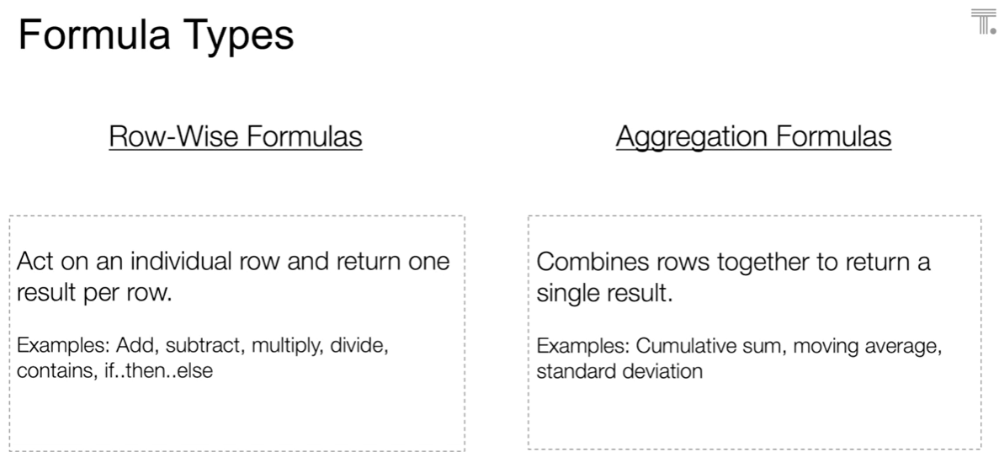 Formula Types
T.
Row-Wise Formulas
Aggregation Formulas
Act on an individual row and return one
result per row.
Examples: Add, subtract, multiply, divide,
contains, if..then..else
Combines rows together to return a
single result.
Examples: Cumulative sum, moving average,
standard deviation